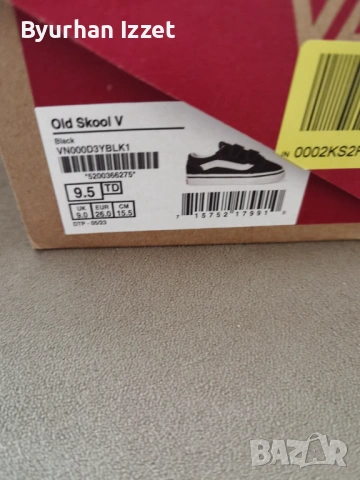 Byurhan Izzet
Old Skool V
Black
VN000D3YBLK1
*5200366275*
9.5 TD
UK EUR CM
9.0 26.0 15.5
DTP - 05/23
7 15752 17991
IN 0002KS2F
BAZAR
bg